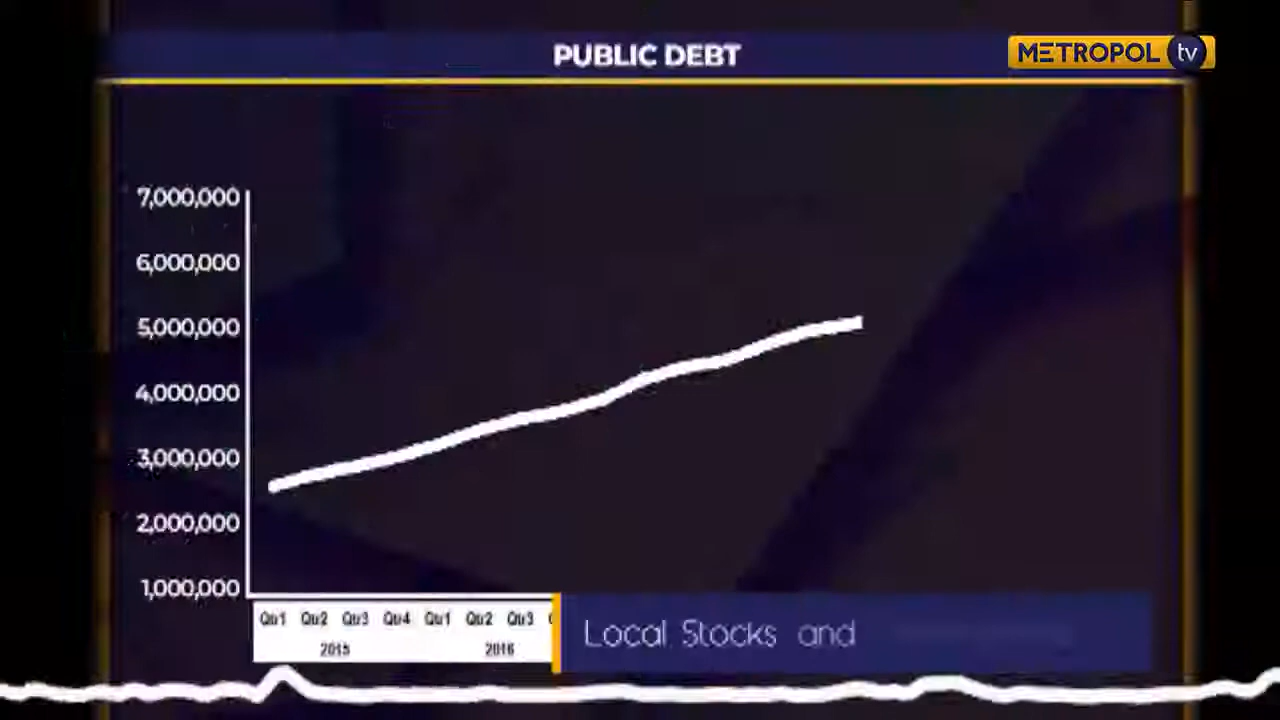 PUBLIC DEBT
METROPOL tv
7,000,000
6,000,000
5,000,000
4,000,000
3,000,000
2,000,000
1,000,000
Qtr1 Qtr2 Qtr3 Qtr4 Qtr1 Qtr2 Qtr3
2015 2016
Local Stocks and